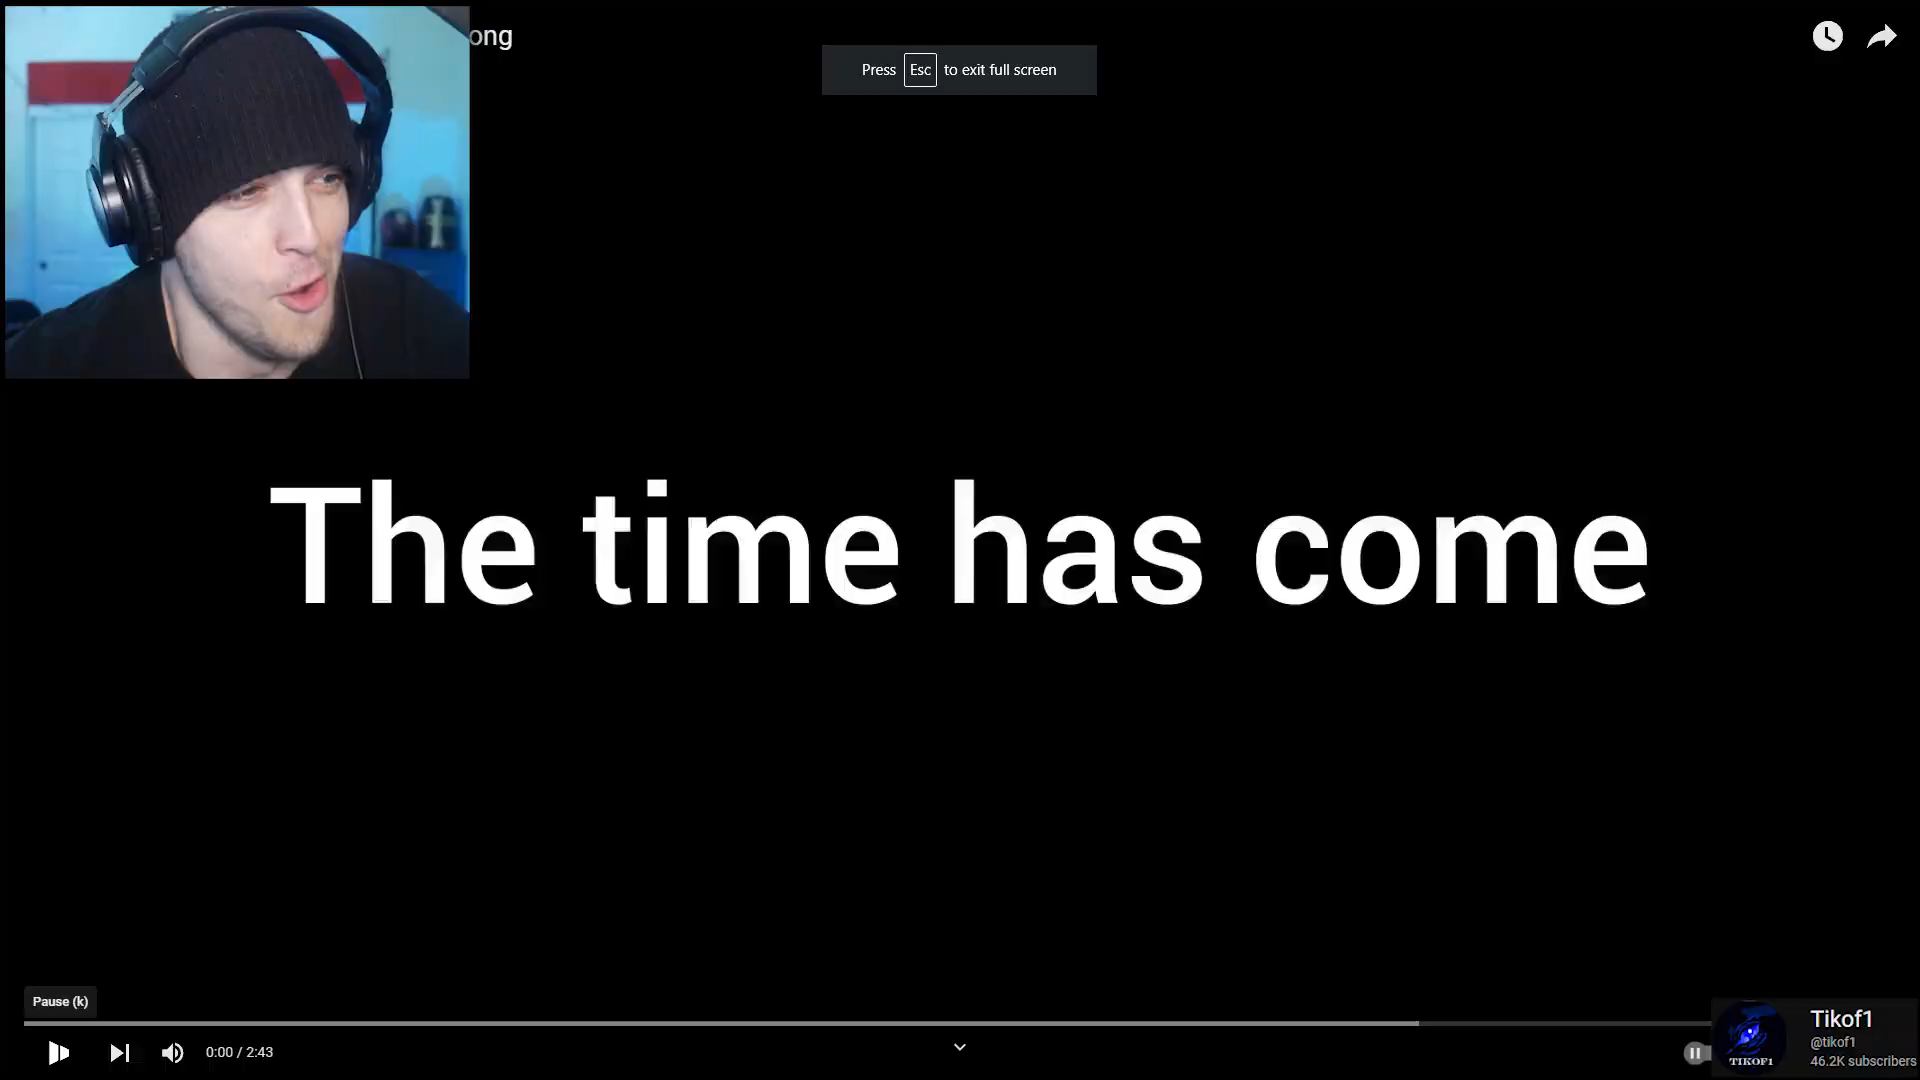 ong
Press Esc to exit full screen
The time has come
Pause (k)
0:00 / 2:43
Tikof1
@tikof1
46.2K subscribers
TIKOF1